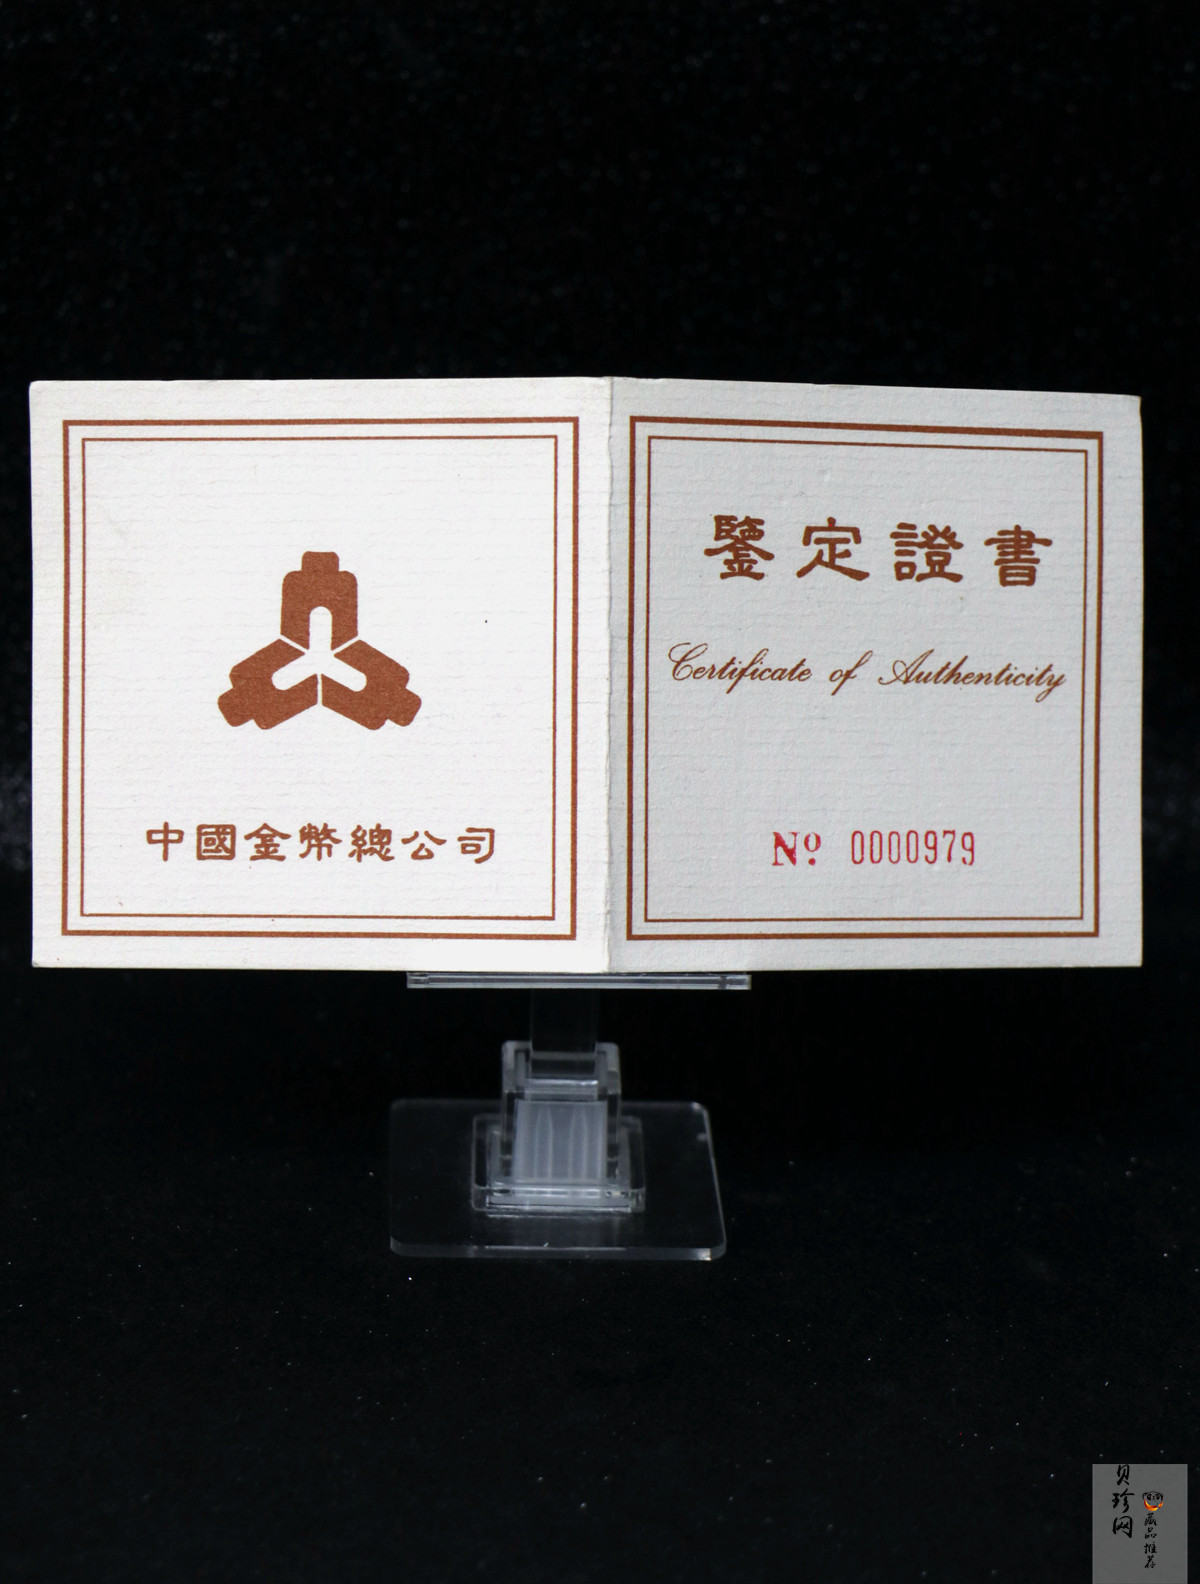 中國金幣總公司
鑒定證書
Certificate of Authenticity
Nº 0000979
贝珍网
藏品推荐